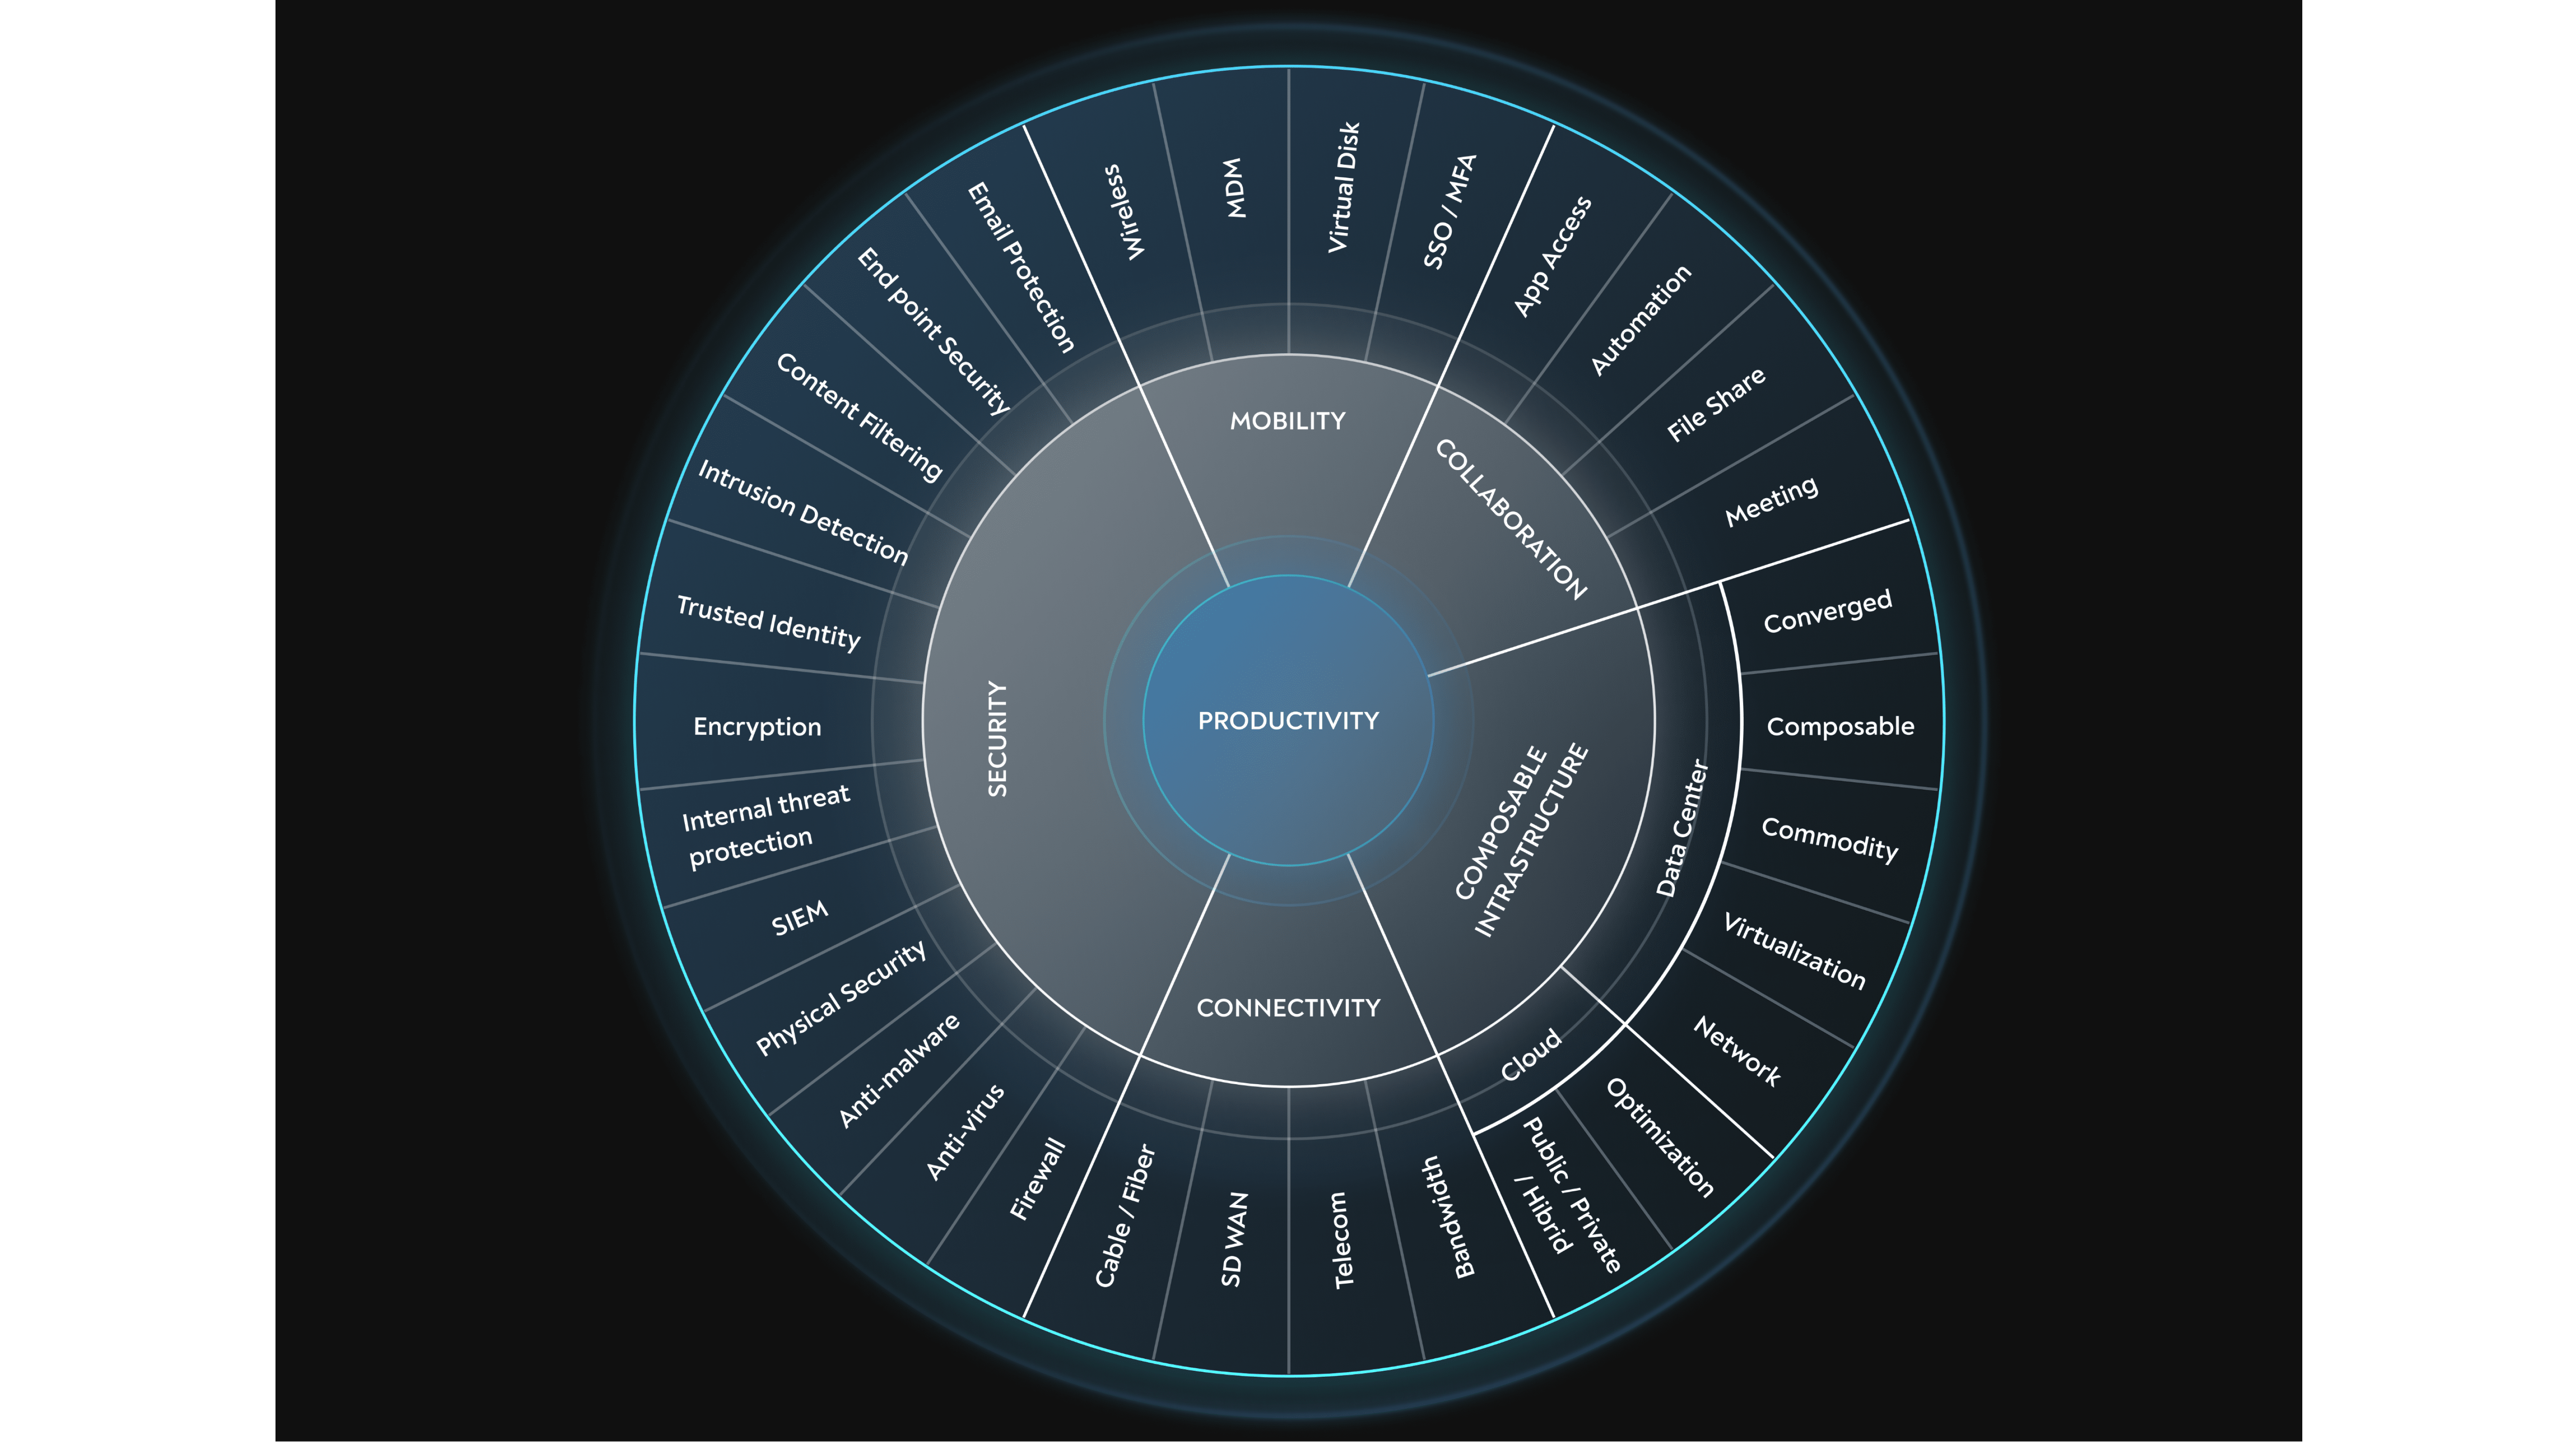 PRODUCTIVITY
MOBILITY
Wireless
MDM
Virtual Disk
SSO / MFA
COLLABORATION
App Access
Automation
File Share
Meeting
COMPOSABLE
INTRASTRUCTURE
Data Center
Converged
Composable
Commodity
Virtualization
Network
Cloud
Optimization
Public / Private
/ Hibrid
CONNECTIVITY
Bandwidth
Telecom
SD WAN
Cable / Fiber
SECURITY
Firewall
Anti-virus
Anti-malware
Physical Security
SIEM
Internal threat
protection
Encryption
Trusted Identity
Intrusion Detection
Content Filtering
End point Security
Email Protection